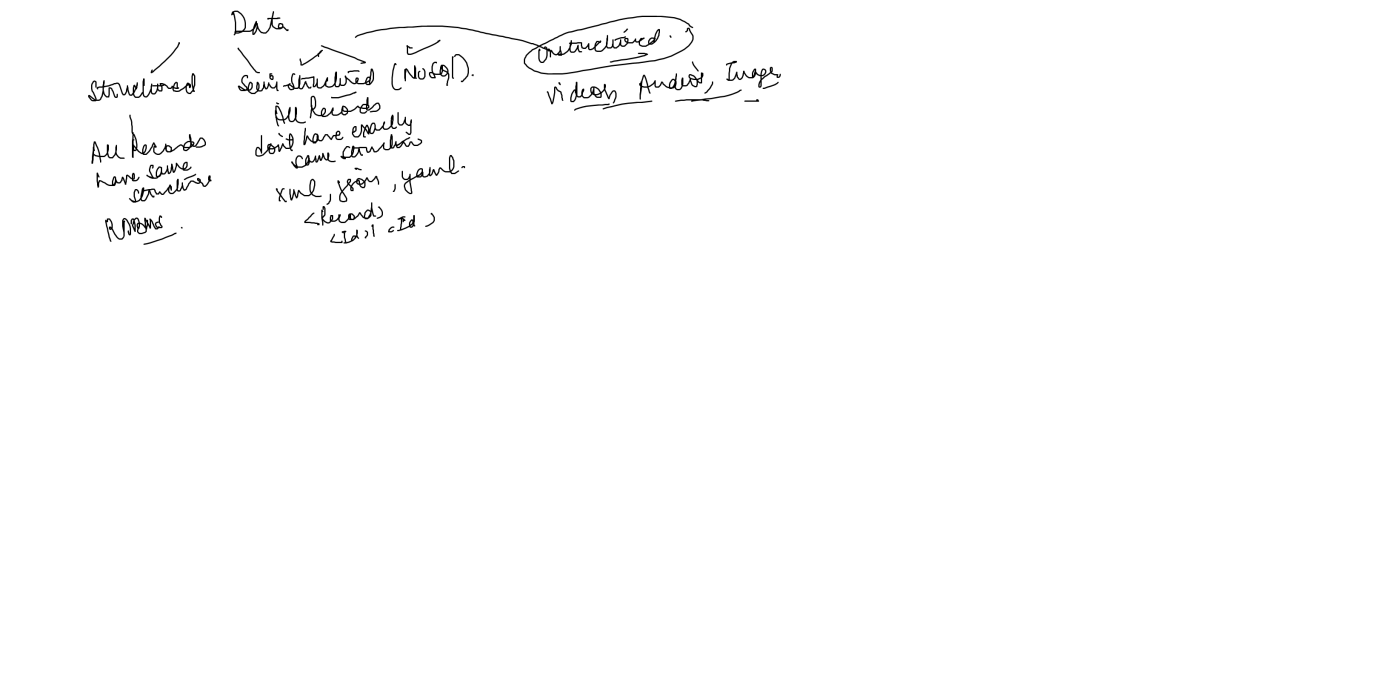 Data
Structured
Semi-structured (NoSQL).
Unstructured.
All Records
have same
structure
RDBMS.
All Records
don't have exactly
same structure
xml, json, yaml.
<Record>
<Id>1 <Id>
Videos, Audios, Images